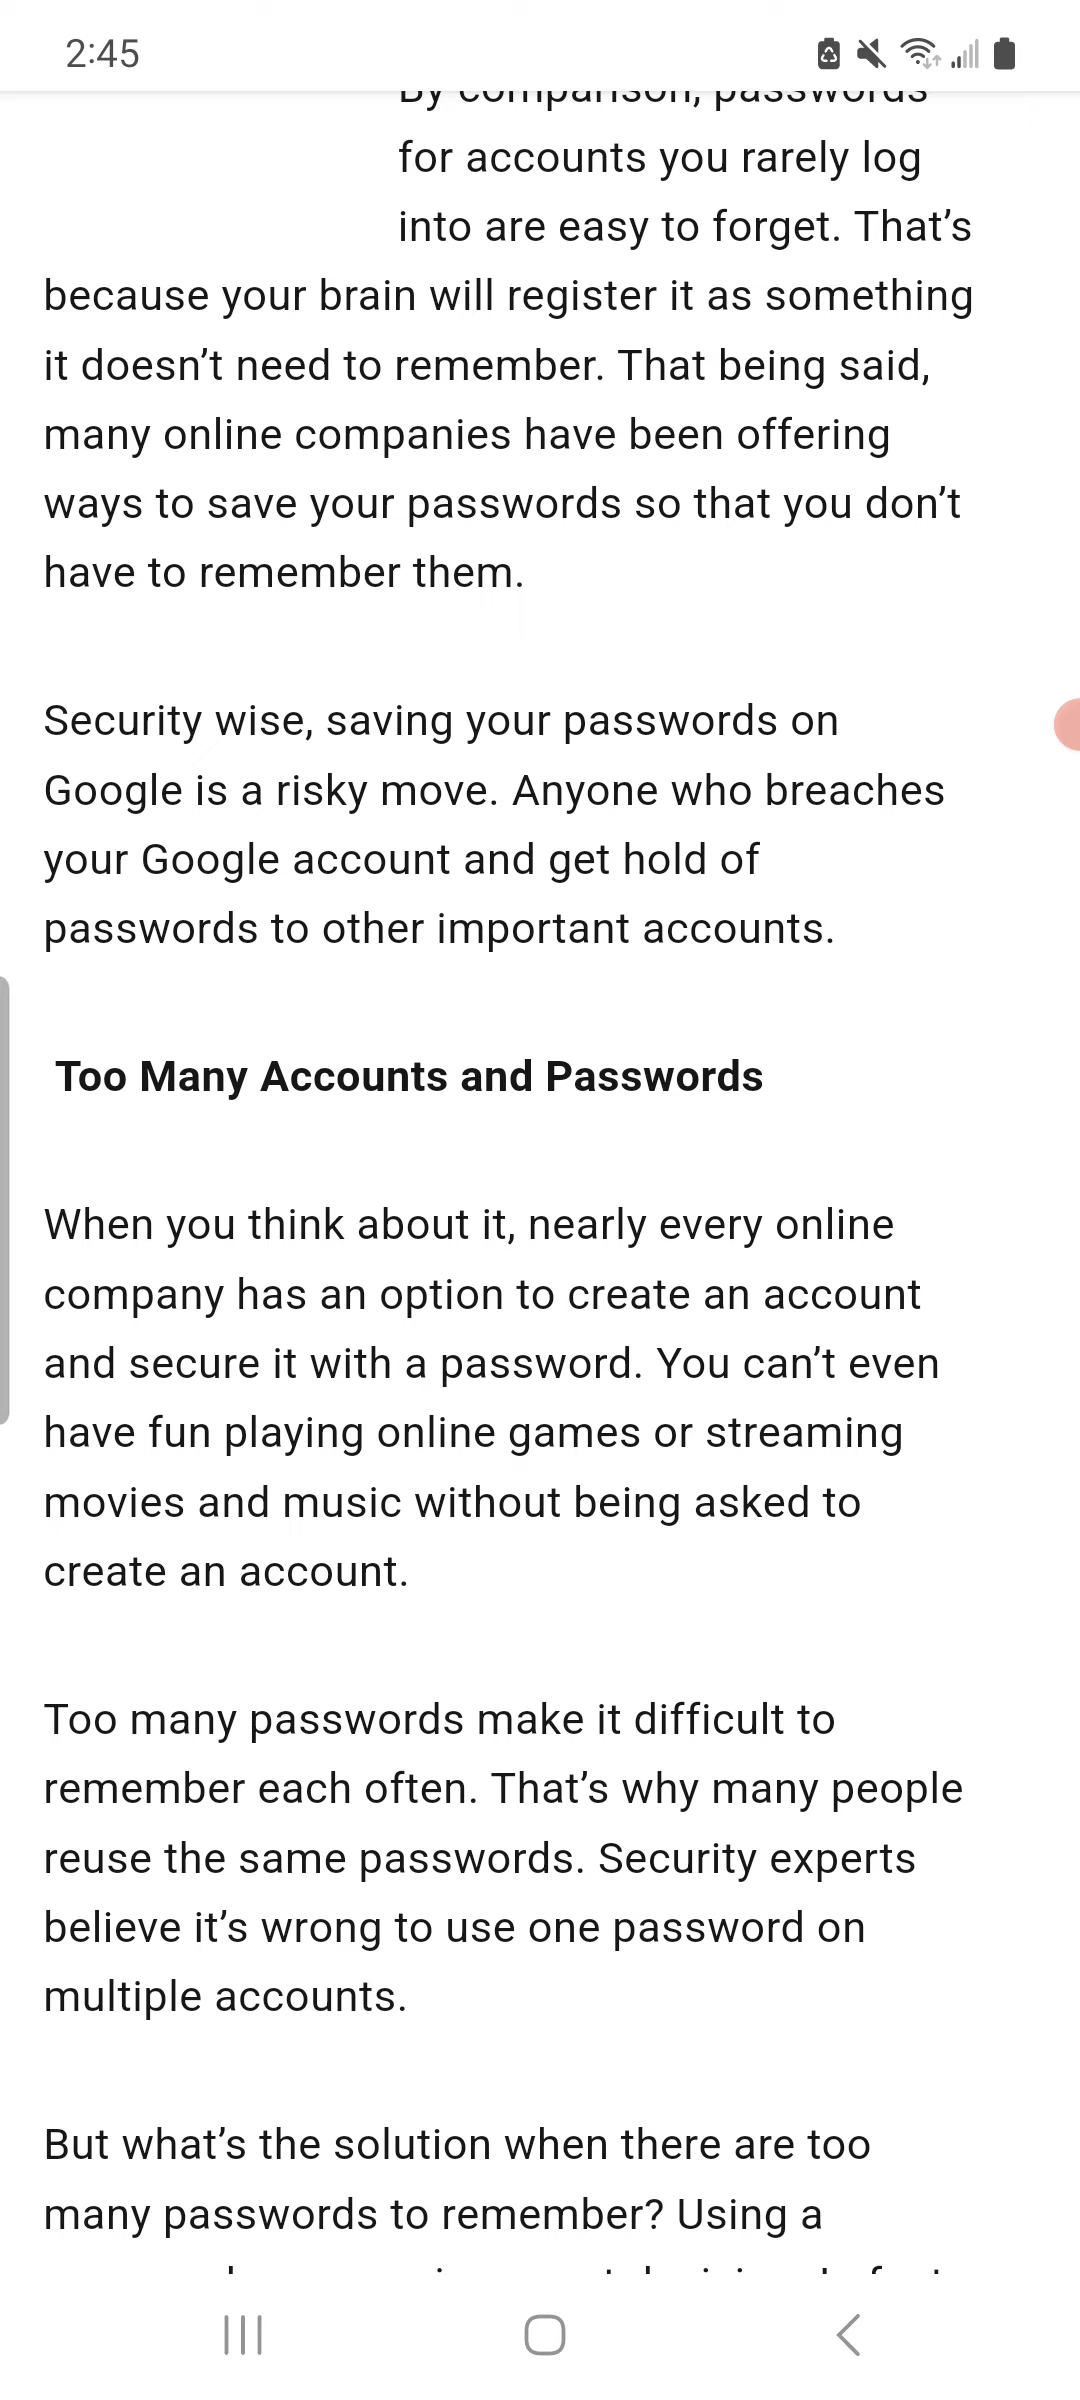 2:45
By comparison, passwords
for accounts you rarely log
into are easy to forget. That’s
because your brain will register it as something
it doesn’t need to remember. That being said,
many online companies have been offering
ways to save your passwords so that you don’t
have to remember them.
Security wise, saving your passwords on
Google is a risky move. Anyone who breaches
your Google account and get hold of
passwords to other important accounts.
Too Many Accounts and Passwords
When you think about it, nearly every online
company has an option to create an account
and secure it with a password. You can’t even
have fun playing online games or streaming
movies and music without being asked to
create an account.
Too many passwords make it difficult to
remember each often. That’s why many people
reuse the same passwords. Security experts
believe it’s wrong to use one password on
multiple accounts.
But what’s the solution when there are too
many passwords to remember? Using a